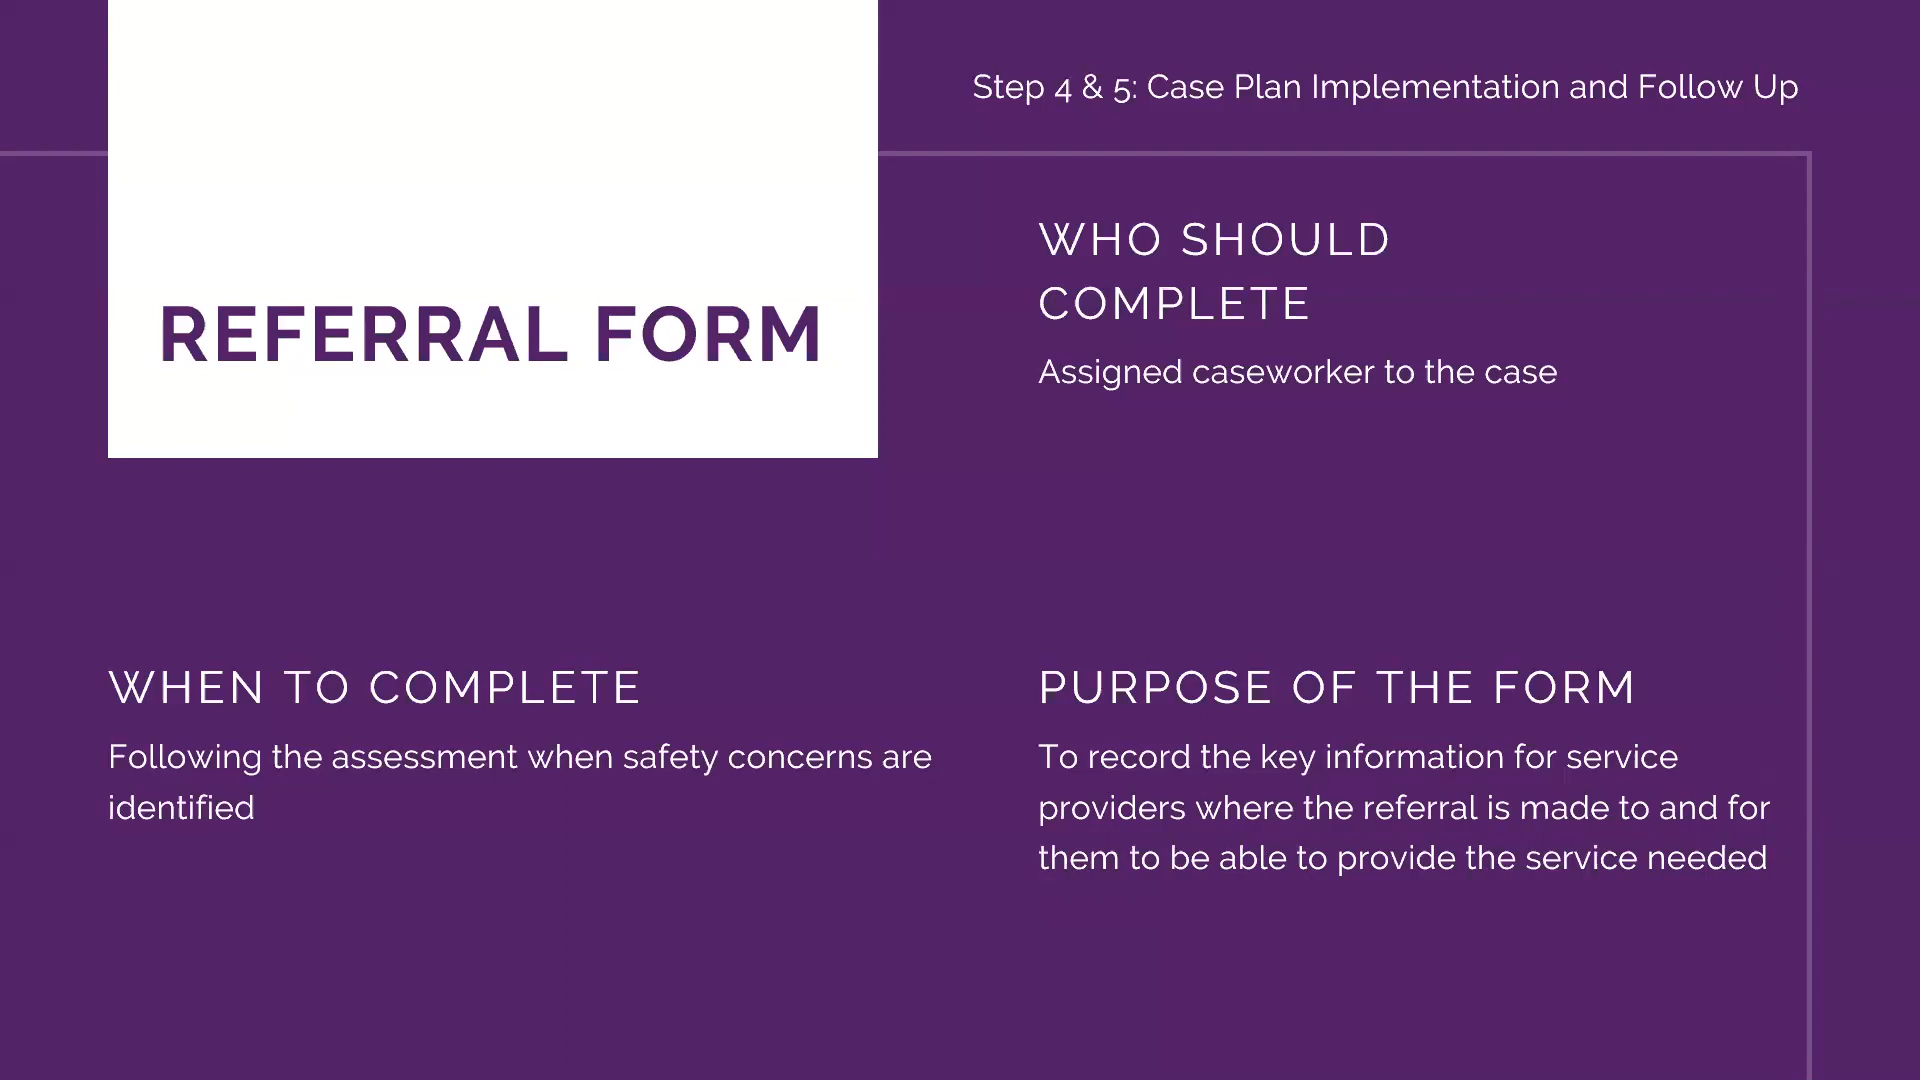 Step 4 & 5: Case Plan Implementation and Follow Up
REFERRAL FORM
WHO SHOULD
COMPLETE
Assigned caseworker to the case
WHEN TO COMPLETE
Following the assessment when safety concerns are
identified
PURPOSE OF THE FORM
To record the key information for service
providers where the referral is made to and for
them to be able to provide the service needed